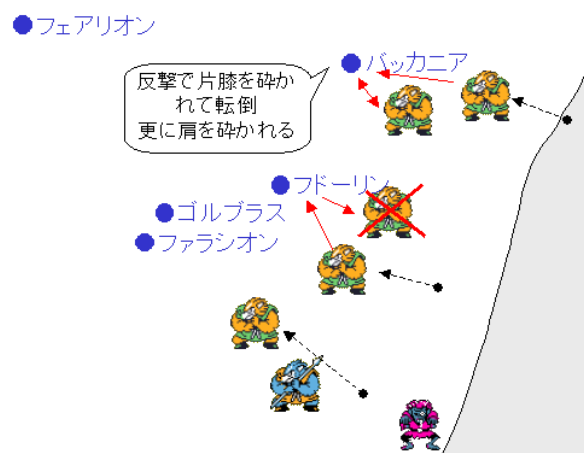 ●フェアリオン
●バッカニア
反撃で片膝を砕か
れて転倒
更に肩を砕かれる
●フドーリン
●ゴルブラス
●ファラシオン